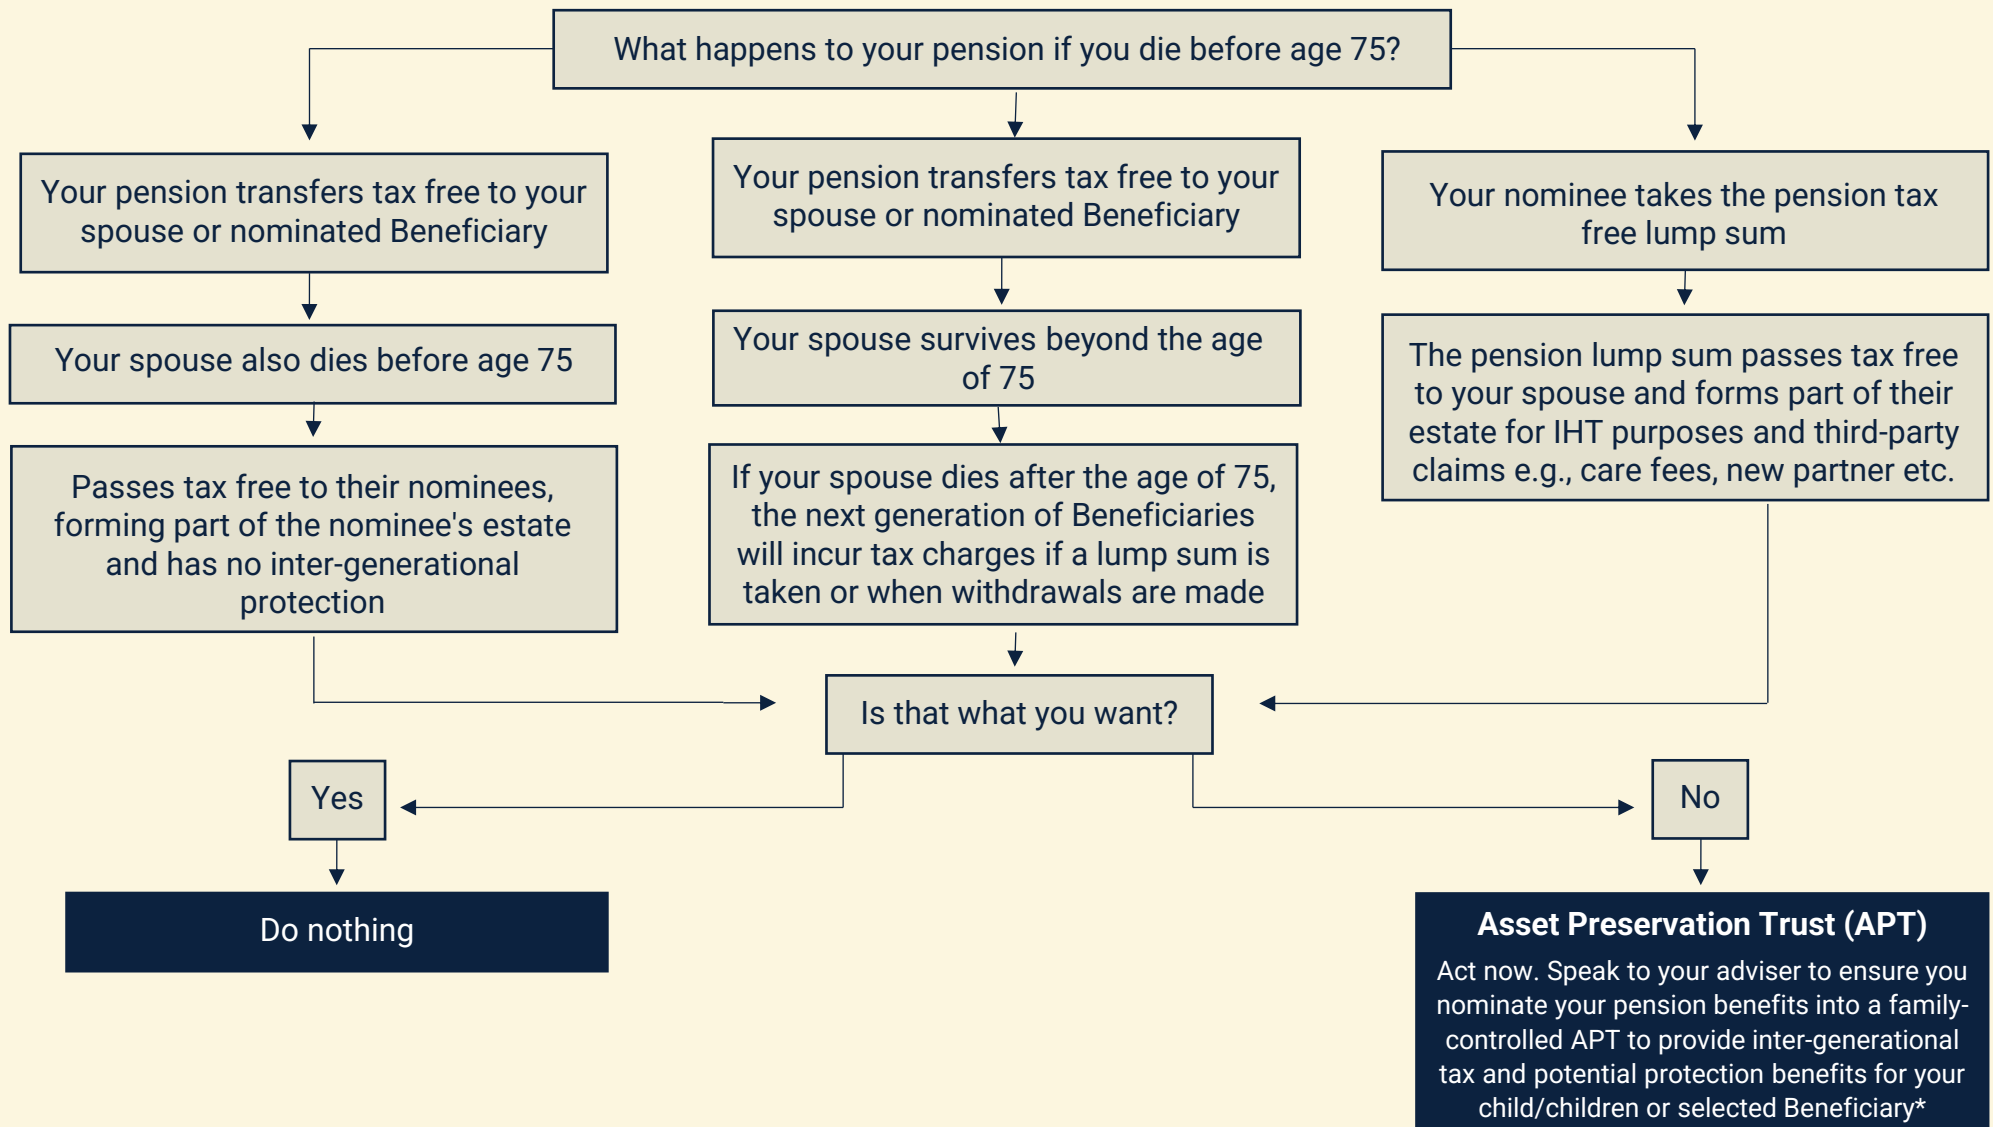 What happens to your pension if you die before age 75?
Your pension transfers tax free to your
spouse or nominated Beneficiary
Your spouse also dies before age 75
Passes tax free to their nominees,
forming part of the nominee's estate
and has no inter-generational
protection
Your pension transfers tax free to your
spouse or nominated Beneficiary
Your spouse survives beyond the age
of 75
If your spouse dies after the age of 75,
the next generation of Beneficiaries
will incur tax charges if a lump sum is
taken or when withdrawals are made
Your nominee takes the pension tax
free lump sum
The pension lump sum passes tax free
to your spouse and forms part of their
estate for IHT purposes and third-party
claims e.g., care fees, new partner etc.
Is that what you want?
Yes
Do nothing
No
Asset Preservation Trust (APT)
Act now. Speak to your adviser to ensure you
nominate your pension benefits into a family-
controlled APT to provide inter-generational
tax and potential protection benefits for your
child/children or selected Beneficiary*